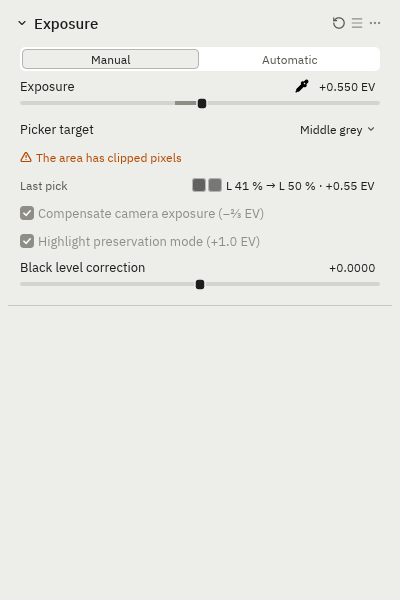 Exposure
Manual
Automatic
Exposure
+0.550 EV
Picker target
Middle grey
The area has clipped pixels
Last pick
L 41 % → L 50 % · +0.55 EV
Compensate camera exposure (−⅔ EV)
Highlight preservation mode (+1.0 EV)
Black level correction
+0.0000